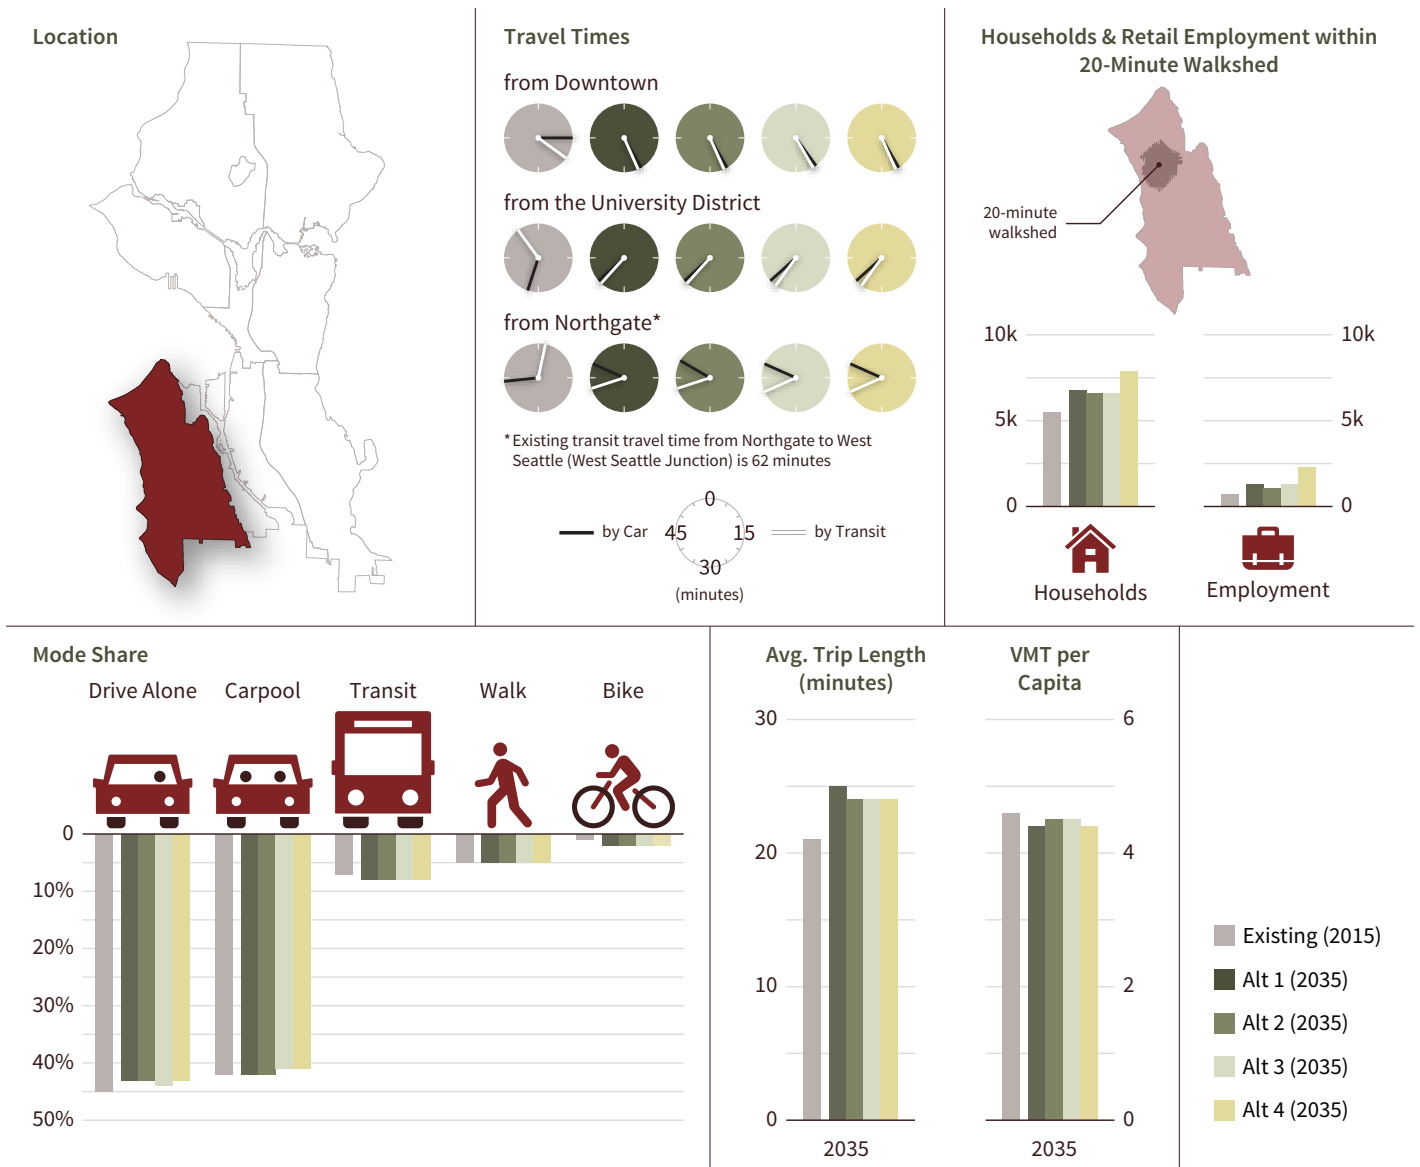 Location
Travel Times
from Downtown
from the University District
from Northgate*
*Existing transit travel time from Northgate to West
Seattle (West Seattle Junction) is 62 minutes
by Car
0
45
15
30
(minutes)
by Transit
Households & Retail Employment within
20-Minute Walkshed
20-minute
walkshed
10k
5k
0
10k
5k
0
Households
Employment
Mode Share
Drive Alone
Carpool
Transit
Walk
Bike
0
10%
20%
30%
40%
50%
Avg. Trip Length
(minutes)
30
20
10
0
2035
VMT per
Capita
6
4
2
0
2035
Existing (2015)
Alt 1 (2035)
Alt 2 (2035)
Alt 3 (2035)
Alt 4 (2035)